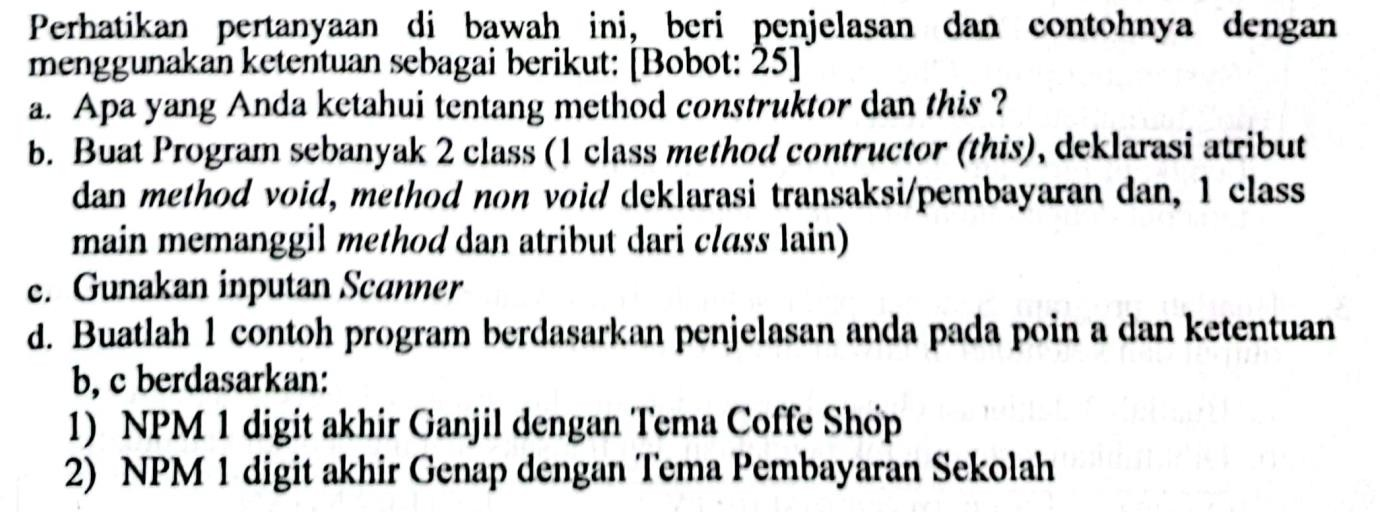 Perhatikan pertanyaan di bawah ini, beri penjelasan dan contohnya dengan
menggunakan ketentuan sebagai berikut: [Bobot: 25]
a. Apa yang Anda ketahui tentang method construktor dan this ?
b. Buat Program sebanyak 2 class (1 class method contructor (this), deklarasi atribut
dan method void, method non void deklarasi transaksi/pembayaran dan, 1 class
main memanggil method dan atribut dari class lain)
c. Gunakan inputan Scanner
d. Buatlah 1 contoh program berdasarkan penjelasan anda pada poin a dan ketentuan
b, c berdasarkan:
1) NPM 1 digit akhir Ganjil dengan Tema Coffe Shop
2) NPM 1 digit akhir Genap dengan Tema Pembayaran Sekolah